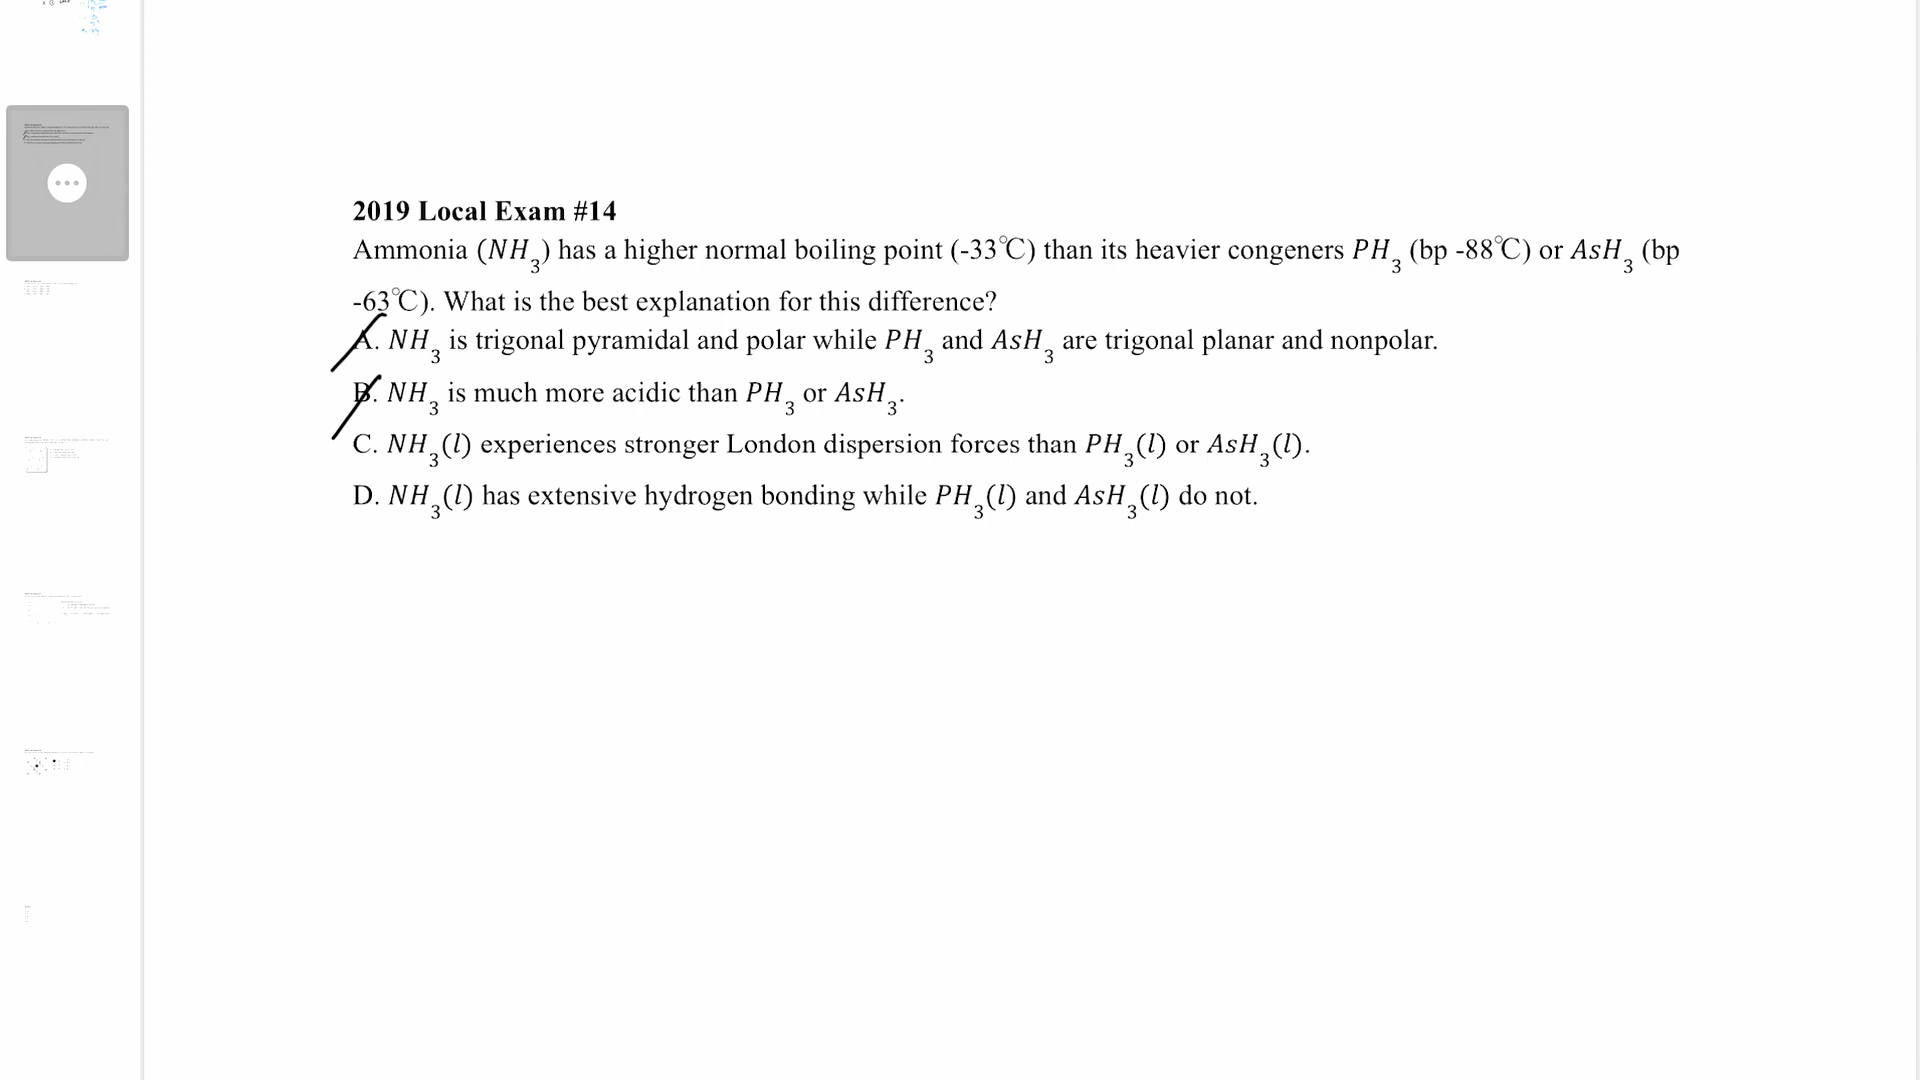 2019 Local Exam #14
Ammonia (NH₃) has a higher normal boiling point (-33℃) than its heavier congeners PH₃ (bp -88℃) or AsH₃ (bp
-63℃). What is the best explanation for this difference?
A. NH₃ is trigonal pyramidal and polar while PH₃ and AsH₃ are trigonal planar and nonpolar.
B. NH₃ is much more acidic than PH₃ or AsH₃.
C. NH₃(l) experiences stronger London dispersion forces than PH₃(l) or AsH₃(l).
D. NH₃(l) has extensive hydrogen bonding while PH₃(l) and AsH₃(l) do not.